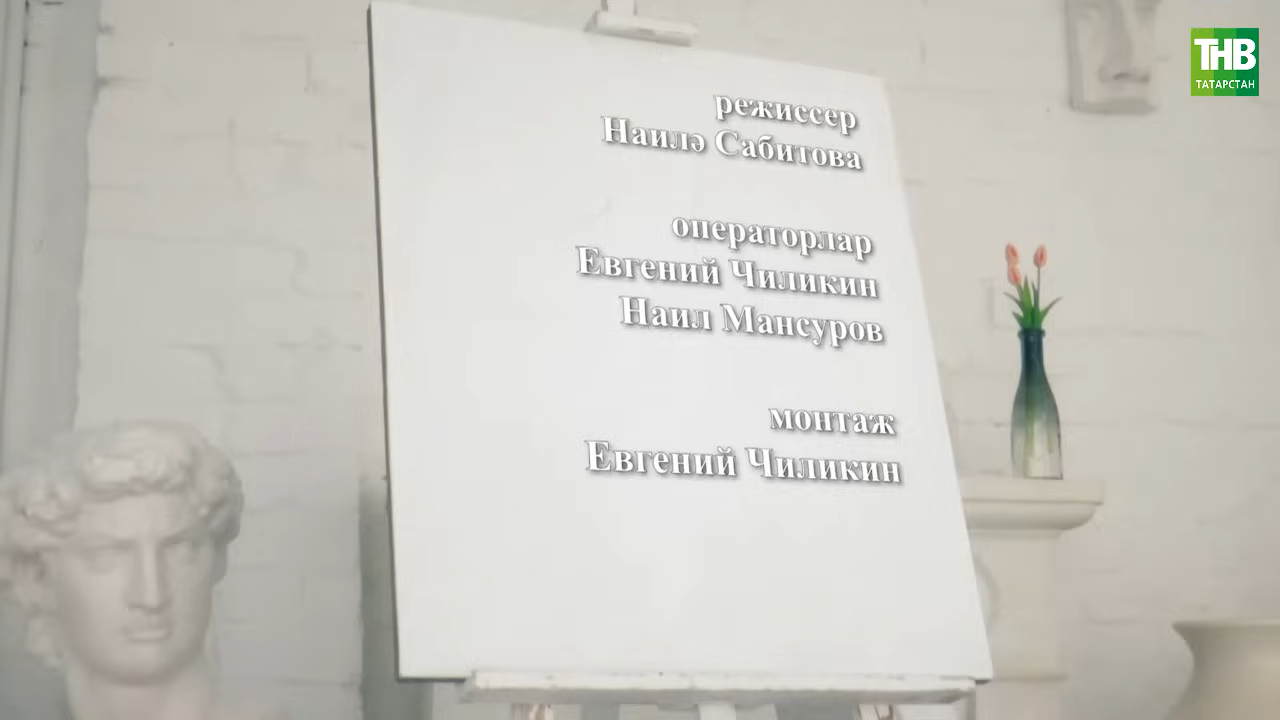 ТНВ
ТАТАРСТАН
режиссер
Наилә Сабитова
операторлар
Евгений Чиликин
Наил Мансуров
монтаж
Евгений Чиликин